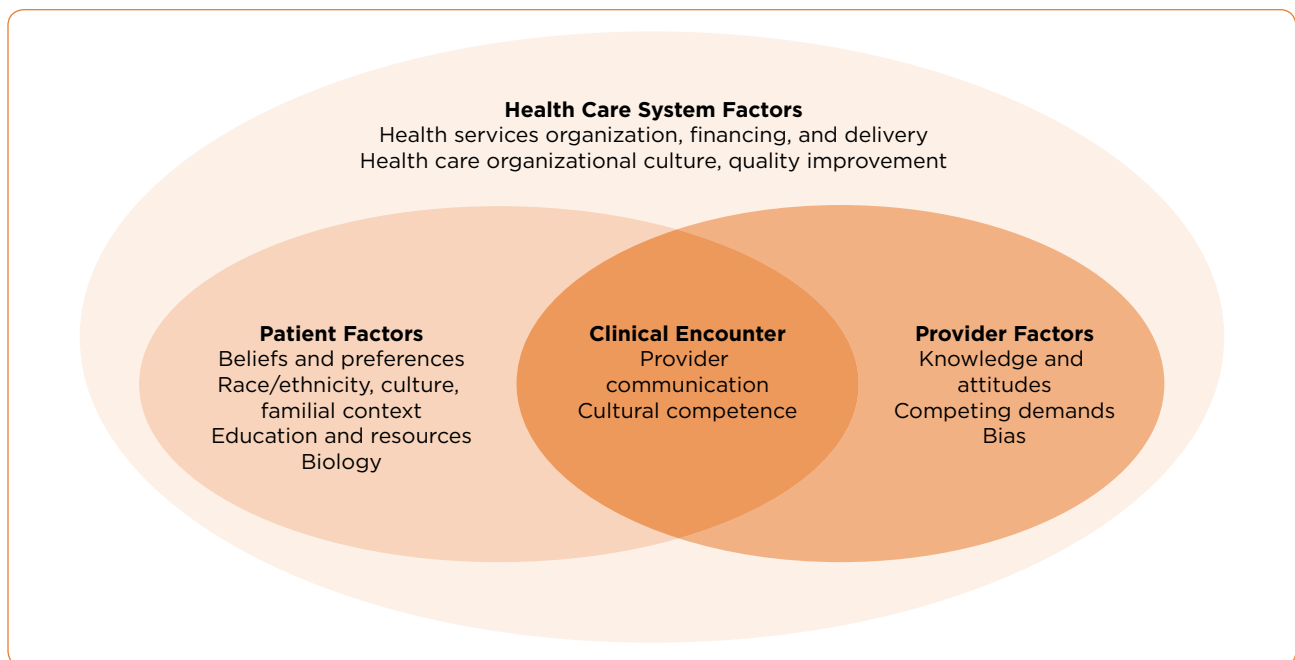 Health Care System Factors
Health services organization, financing, and delivery
Health care organizational culture, quality improvement
Patient Factors
Beliefs and preferences
Race/ethnicity, culture,
familial context
Education and resources
Biology
Clinical Encounter
Provider
communication
Cultural competence
Provider Factors
Knowledge and
attitudes
Competing demands
Bias